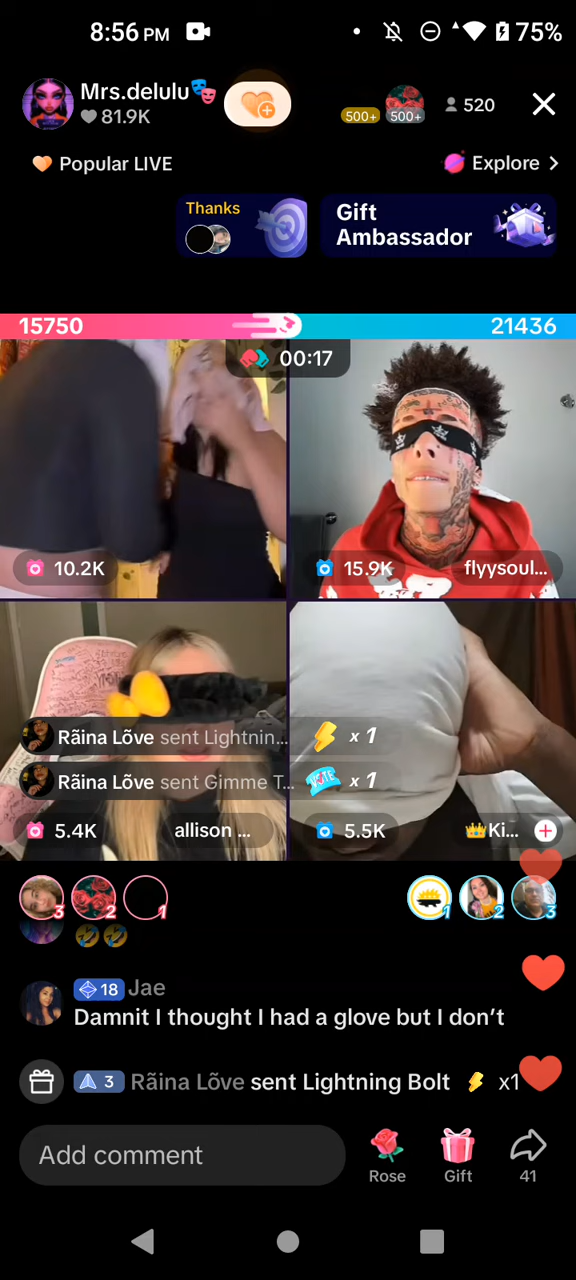 8:56 PM
75%
Mrs.delulu🎭
81.9K
500+
500+
520
Popular LIVE
Explore >
Thanks
Gift Ambassador
15750
21436
00:17
10.2K
15.9K
flyysoul...
Rãina Lõve sent Lightnin...
x 1
Rãina Lõve sent Gimme T...
VOTE
x 1
5.4K
allison ...
5.5K
👑Ki...
3
2
1
1
2
3
🤣🤣
18 Jae
Damnit I thought I had a glove but I don't
3 Rãina Lõve sent Lightning Bolt ⚡ x1
Add comment
Rose
Gift
41